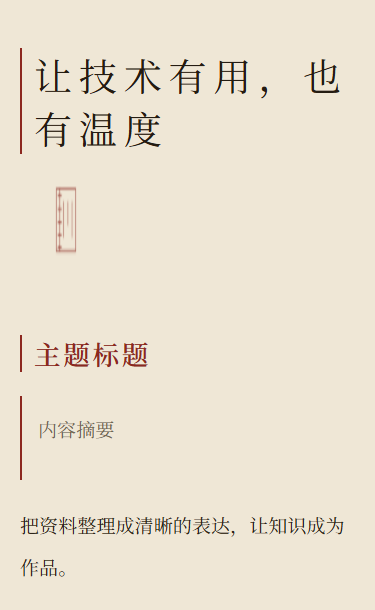 让技术有用，也
有温度
主题标题
内容摘要
把资料整理成清晰的表达，让知识成为
作品。